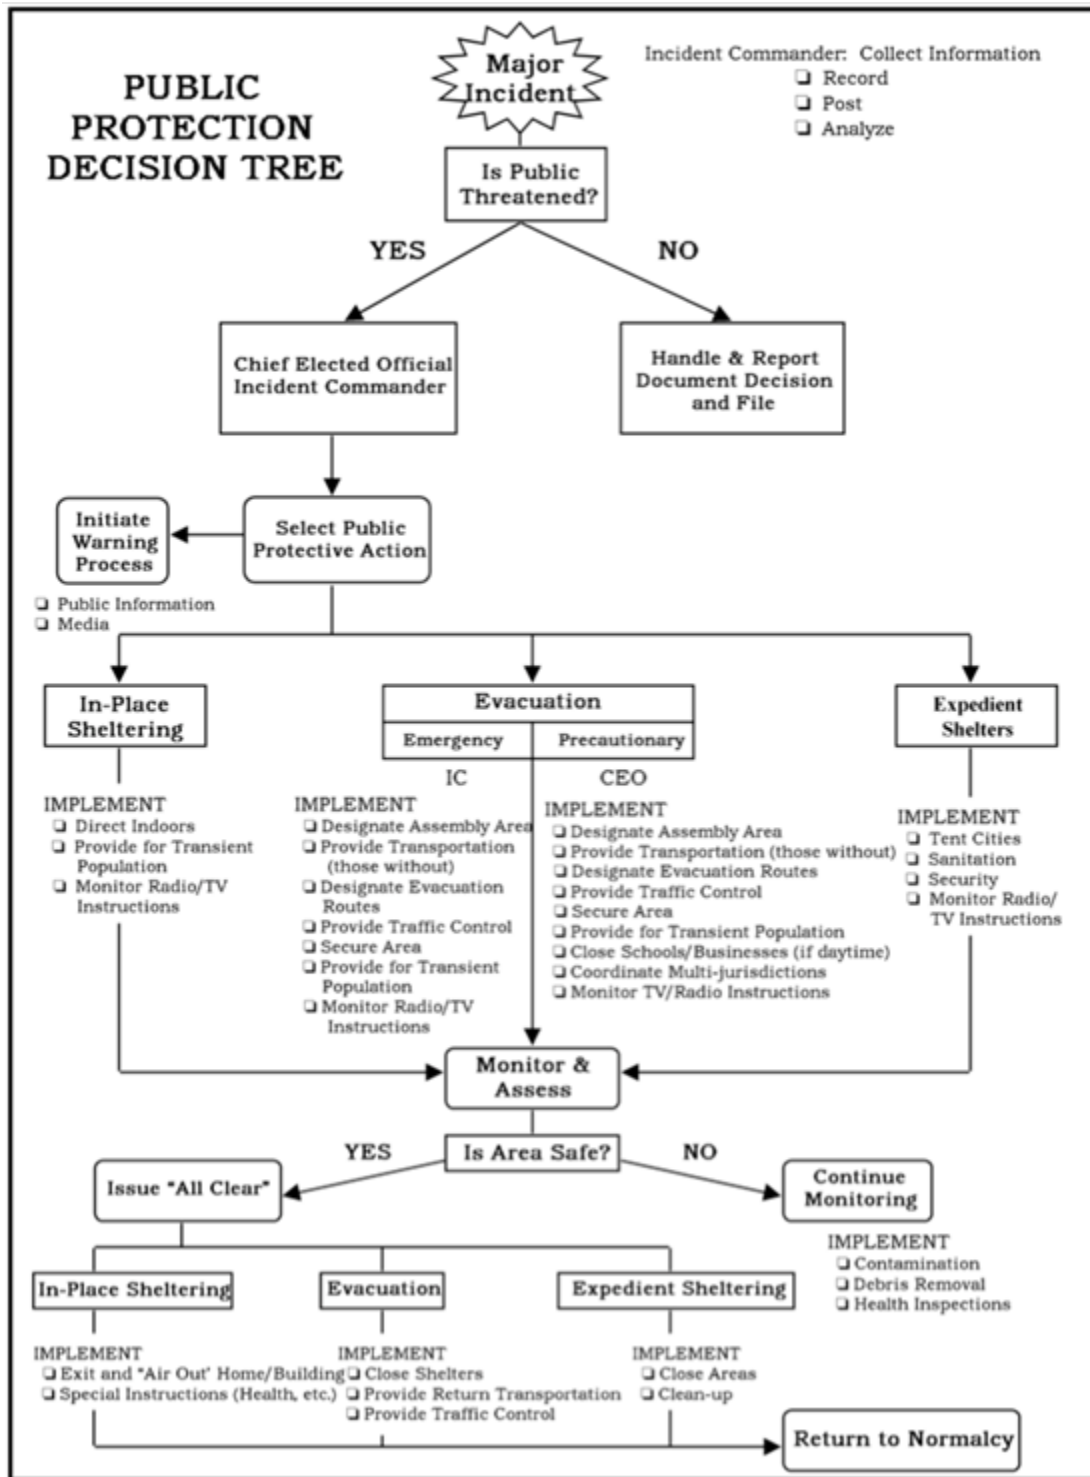 PUBLIC
PROTECTION
DECISION TREE
Major
Incident
Incident Commander: Collect Information
❑ Record
❑ Post
❑ Analyze
Is Public
Threatened?
YES
NO
Chief Elected Official
Incident Commander
Handle & Report
Document Decision
and File
Initiate
Warning
Process
Select Public
Protective Action
❑ Public Information
❑ Media
In-Place
Sheltering
Evacuation
Emergency
Precautionary
Expedient
Shelters
IC
CEO
IMPLEMENT
❑ Direct Indoors
❑ Provide for Transient
Population
❑ Monitor Radio/TV
Instructions
IMPLEMENT
❑ Designate Assembly Area
❑ Provide Transportation
(those without)
❑ Designate Evacuation
Routes
❑ Provide Traffic Control
❑ Secure Area
❑ Provide for Transient
Population
❑ Monitor Radio/TV
Instructions
IMPLEMENT
❑ Designate Assembly Area
❑ Provide Transportation (those without)
❑ Designate Evacuation Routes
❑ Provide Traffic Control
❑ Secure Area
❑ Provide for Transient Population
❑ Close Schools/Businesses (if daytime)
❑ Coordinate Multi-jurisdictions
❑ Monitor TV/Radio Instructions
IMPLEMENT
❑ Tent Cities
❑ Sanitation
❑ Security
❑ Monitor Radio/
TV Instructions
Monitor &
Assess
Is Area Safe?
YES
NO
Issue "All Clear"
Continue
Monitoring
IMPLEMENT
❑ Contamination
❑ Debris Removal
❑ Health Inspections
In-Place Sheltering
Evacuation
Expedient Sheltering
IMPLEMENT
❑ Exit and "Air Out' Home/Building
❑ Special Instructions (Health, etc.)
IMPLEMENT
❑ Close Shelters
❑ Provide Return Transportation
❑ Provide Traffic Control
IMPLEMENT
❑ Close Areas
❑ Clean-up
Return to Normalcy